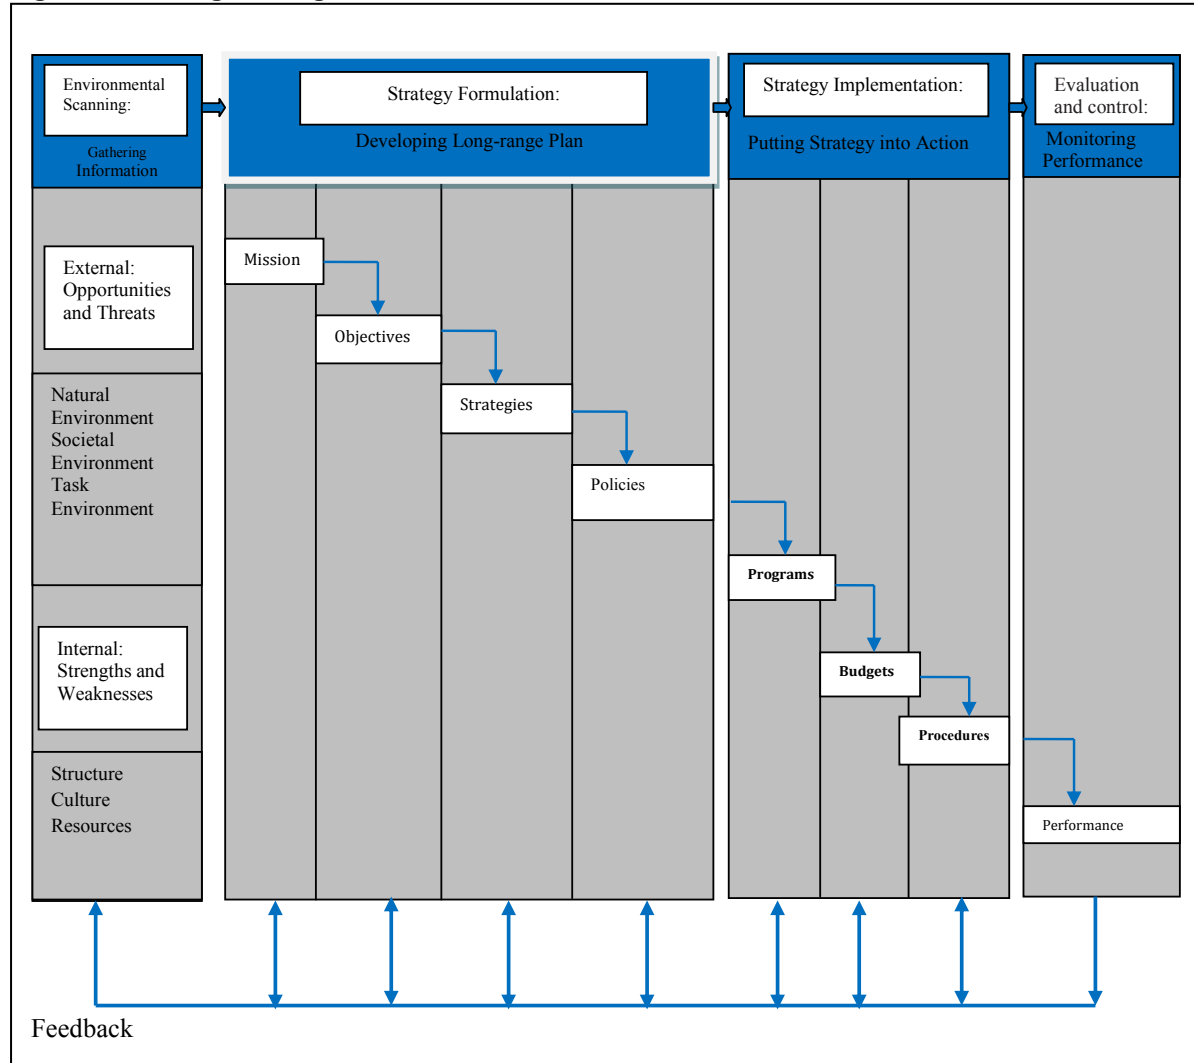 Environmental
Scanning:
Gathering
Information
Strategy Formulation:
Developing Long-range Plan
Strategy Implementation:
Putting Strategy into Action
Evaluation
and control:
Monitoring
Performance
External:
Opportunities
and Threats
Natural
Environment
Societal
Environment
Task
Environment
Internal:
Strengths and
Weaknesses
Structure
Culture
Resources
Mission
Objectives
Strategies
Policies
Programs
Budgets
Procedures
Performance
Feedback